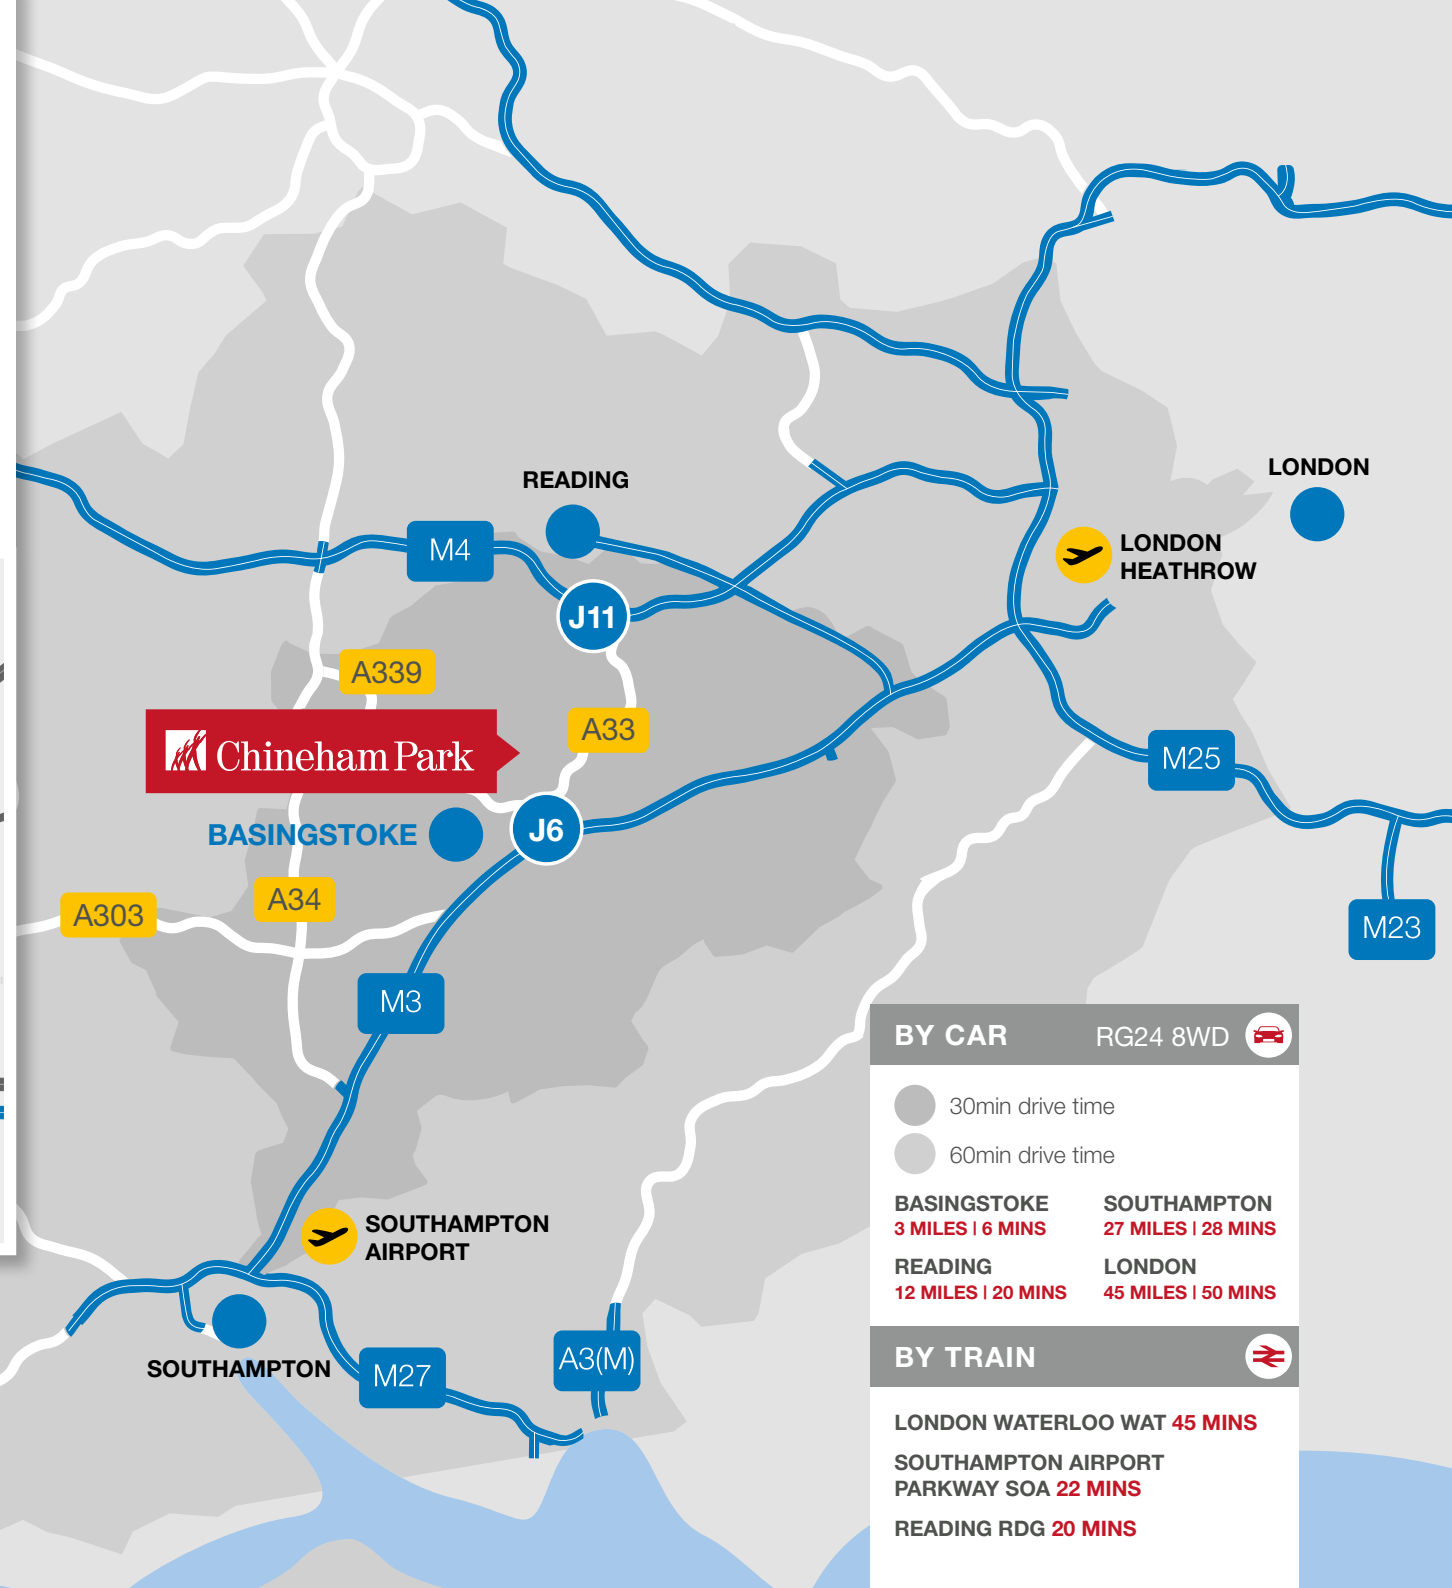 READING
LONDON
M4
LONDON
HEATHROW
J11
A339
A33
Chineham Park
M25
BASINGSTOKE
J6
A34
A303
M23
M3
SOUTHAMPTON
AIRPORT
SOUTHAMPTON
M27
A3(M)
BY CAR RG24 8WD
30min drive time
60min drive time
BASINGSTOKE SOUTHAMPTON
3 MILES | 6 MINS 27 MILES | 28 MINS
READING LONDON
12 MILES | 20 MINS 45 MILES | 50 MINS
BY TRAIN
LONDON WATERLOO WAT 45 MINS
SOUTHAMPTON AIRPORT
PARKWAY SOA 22 MINS
READING RDG 20 MINS